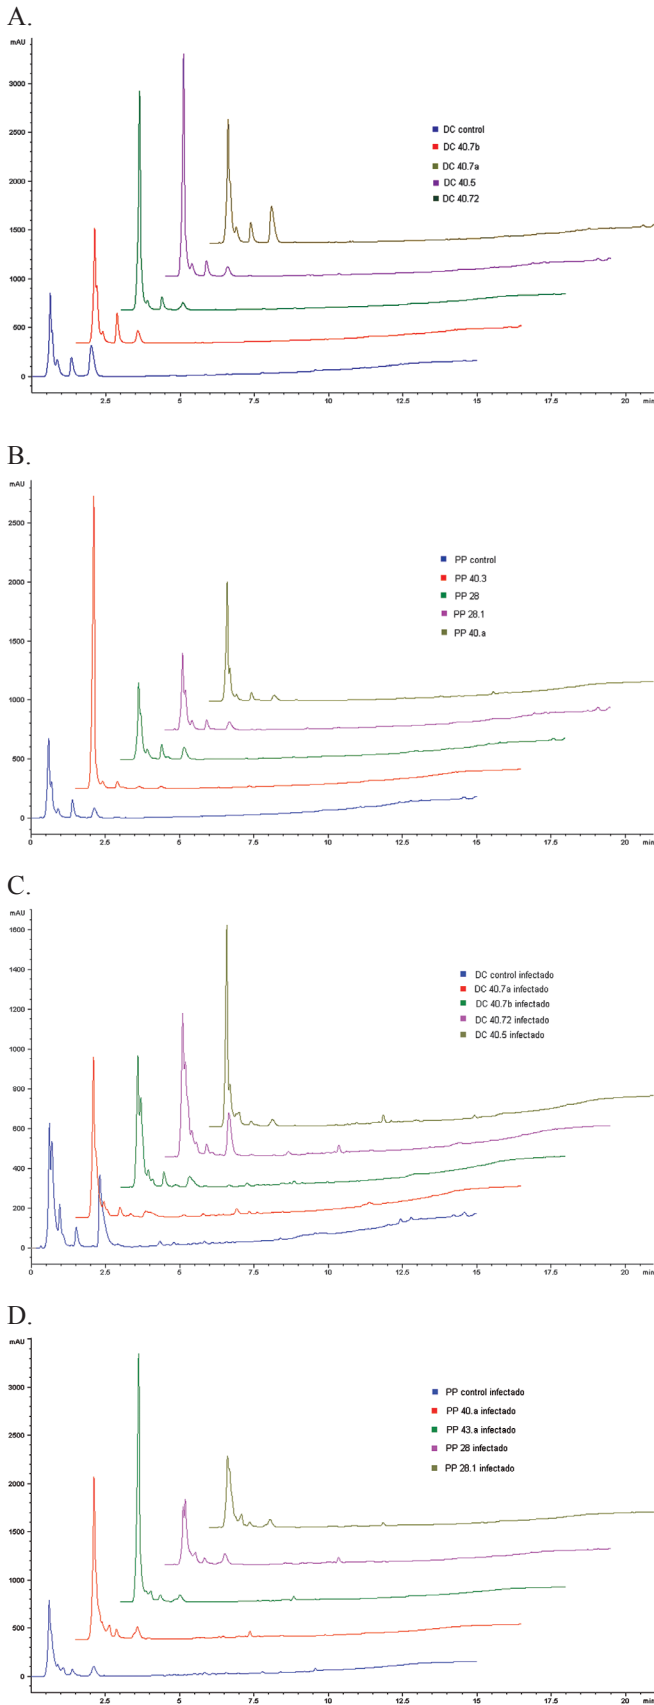 A.
mAU
3000
2500
2000
1500
1000
500
0
DC control
DC 40.7b
DC 40.7a
DC 40.5
DC 40.72
0 2.5 5 7.5 10 12.5 15 17.5 20 min
B.
mAU
2500
2000
1500
1000
500
0
PP control
PP 40.3
PP 28
PP 28.1
PP 40.a
0 2.5 5 7.5 10 12.5 15 17.5 20 min
C.
mAU
1600
1400
1200
1000
800
600
400
200
0
DC control infectado
DC 40.7a infectado
DC 40.7b infectado
DC 40.72 infectado
DC 40.5 infectado
0 2.5 5 7.5 10 12.5 15 17.5 20 min
D.
mAU
3000
2500
2000
1500
1000
500
0
PP control infectado
PP 40.a infectado
PP 43.a infectado
PP 28 infectado
PP 28.1 infectado
0 2.5 5 7.5 10 12.5 15 17.5 20 min